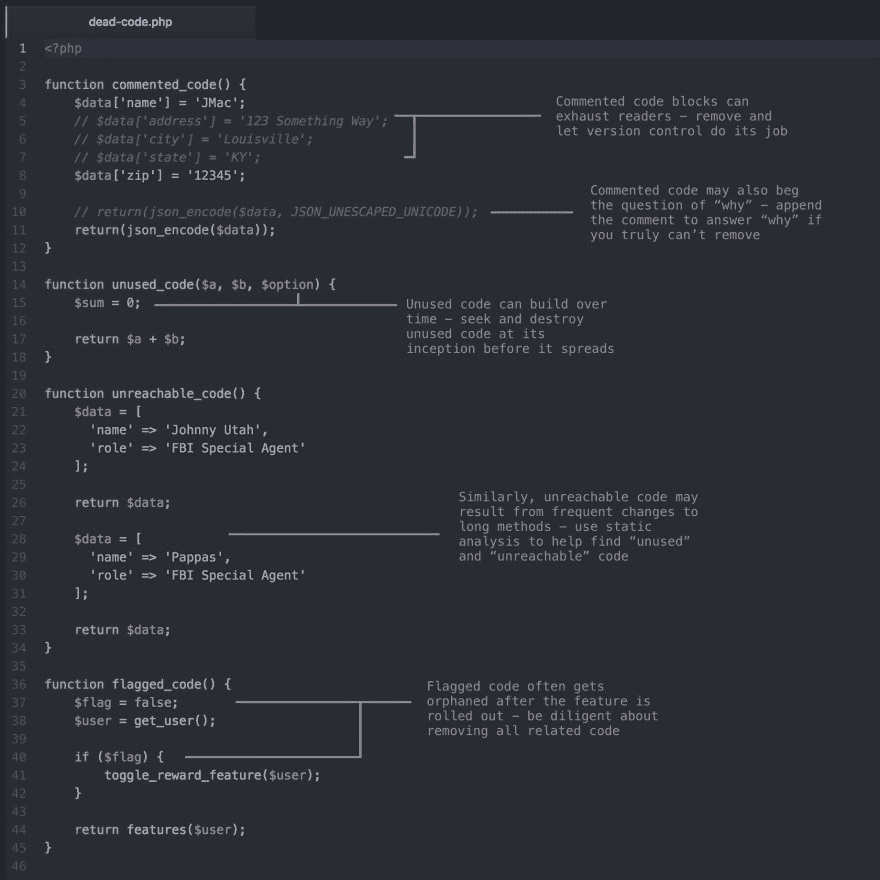 dead-code.php
1 <?php
2
3 function commented_code() {
4     $data['name'] = 'JMac';
5     // $data['address'] = '123 Something Way';
6     // $data['city'] = 'Louisville';
7     // $data['state'] = 'KY';
8     $data['zip'] = '12345';
9
10     // return(json_encode($data, JSON_UNESCAPED_UNICODE));
11     return(json_encode($data));
12 }
13
14 function unused_code($a, $b, $option) {
15     $sum = 0;
16
17     return $a + $b;
18 }
19
20 function unreachable_code() {
21     $data = [
22       'name' => 'Johnny Utah',
23       'role' => 'FBI Special Agent'
24     ];
25
26     return $data;
27
28     $data = [
29       'name' => 'Pappas',
30       'role' => 'FBI Special Agent'
31     ];
32
33     return $data;
34 }
35
36 function flagged_code() {
37     $flag = false;
38     $user = get_user();
39
40     if ($flag) {
41         toggle_reward_feature($user);
42     }
43
44     return features($user);
45 }
46
Commented code blocks can
exhaust readers – remove and
let version control do its job
Commented code may also beg
the question of “why” – append
the comment to answer “why” if
you truly can’t remove
Unused code can build over
time – seek and destroy
unused code at its
inception before it spreads
Similarly, unreachable code may
result from frequent changes to
long methods – use static
analysis to help find “unused”
and “unreachable” code
Flagged code often gets
orphaned after the feature is
rolled out – be diligent about
removing all related code